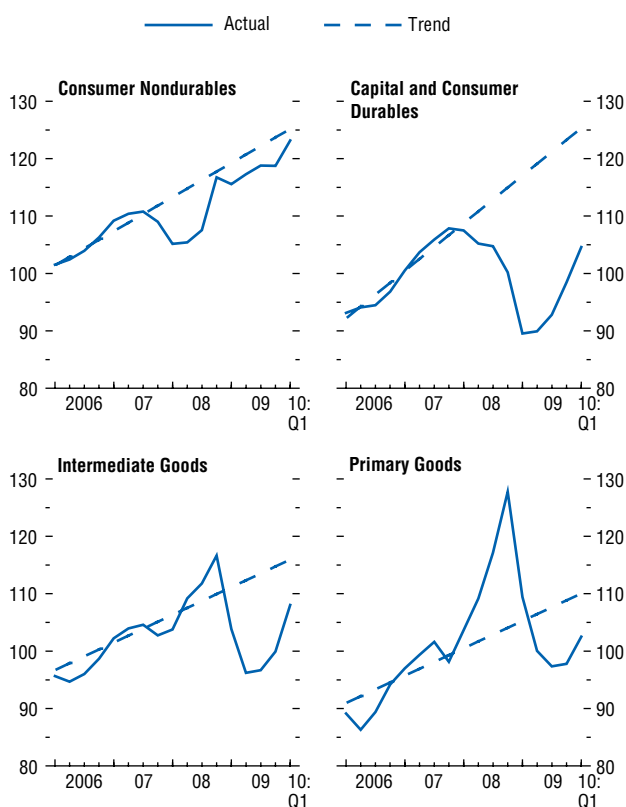 Actual
Trend
Consumer Nondurables
130
120
110
100
90
80
2006 07 08 09 10:
Q1
Capital and Consumer
Durables
130
120
110
100
90
80
2006 07 08 09 10:
Q1
Intermediate Goods
130
120
110
100
90
80
2006 07 08 09 10:
Q1
Primary Goods
130
120
110
100
90
80
2006 07 08 09 10:
Q1